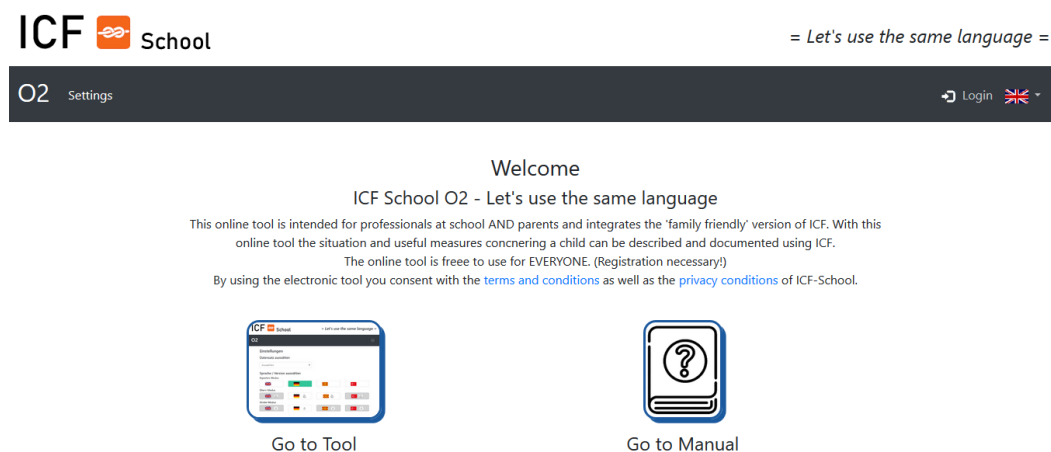 ICF School
= Let's use the same language =
O2 Settings
Login
Welcome
ICF School O2 - Let's use the same language
This online tool is intended for professionals at school AND parents and integrates the 'family friendly' version of ICF. With this
online tool the situation and useful measures concnering a child can be described and documented using ICF.
The online tool is freee to use for EVERYONE. (Registration necessary!)
By using the electronic tool you consent with the terms and conditions as well as the privacy conditions of ICF-School.
ICF School
= Let's use the same language =
O2
Einstellungen
Go to Tool
Go to Manual